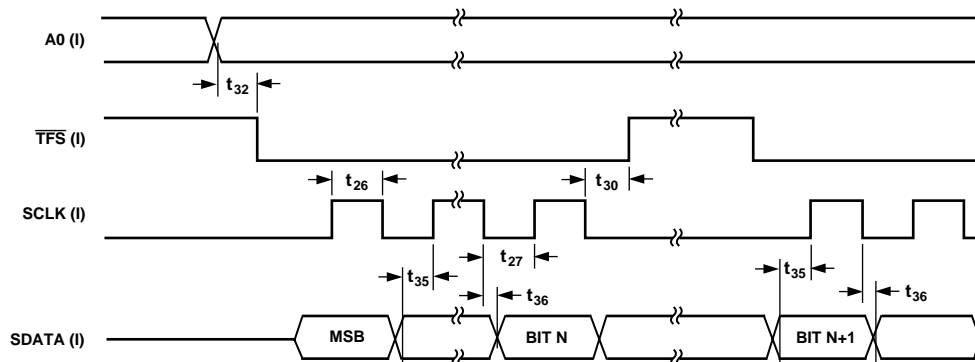 A0 (I)
t32
TFS (I)
t26
t30
SCLK (I)
t27
t35
t35
t36
t36
SDATA (I)
MSB
BIT N
BIT N+1